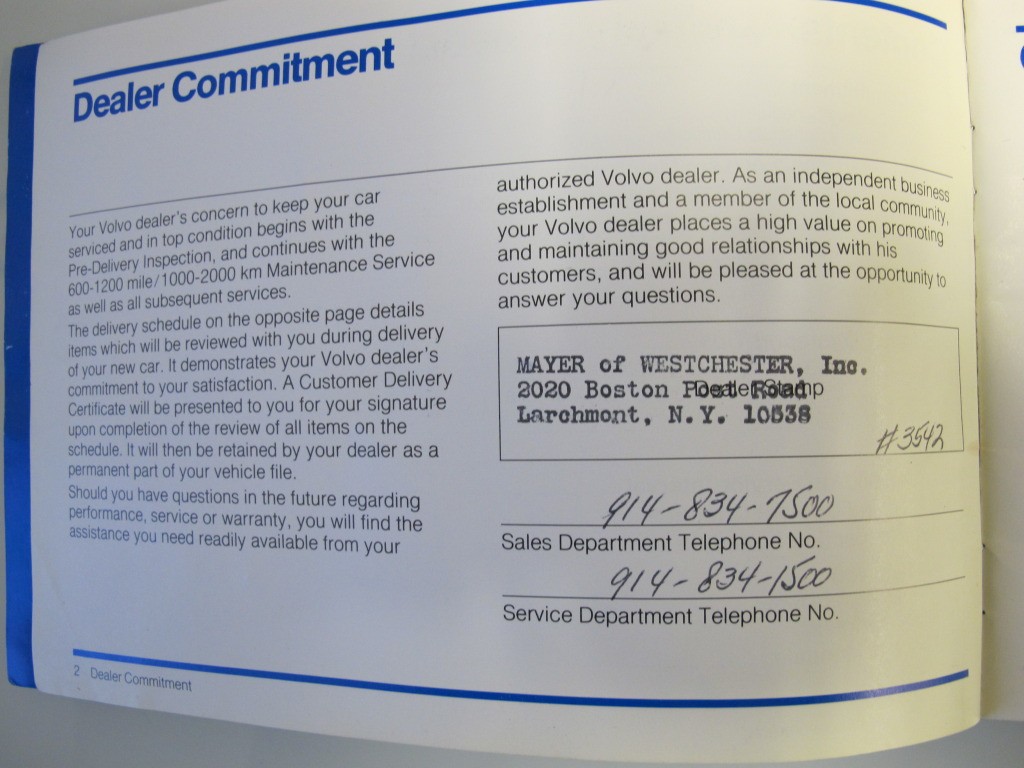 Dealer Commitment
Your Volvo dealer's concern to keep your car
serviced and in top condition begins with the
Pre-Delivery Inspection, and continues with the
600-1200 mile/1000-2000 km Maintenance Service
as well as all subsequent services.
The delivery schedule on the opposite page details
items which will be reviewed with you during delivery
of your new car. It demonstrates your Volvo dealer's
commitment to your satisfaction. A Customer Delivery
Certificate will be presented to you for your signature
upon completion of the review of all items on the
schedule. It will then be retained by your dealer as a
permanent part of your vehicle file.
Should you have questions in the future regarding
performance, service or warranty, you will find the
assistance you need readily available from your
authorized Volvo dealer. As an independent business
establishment and a member of the local community,
your Volvo dealer places a high value on promoting
and maintaining good relationships with his
customers, and will be pleased at the opportunity to
answer your questions.
MAYER of WESTCHESTER, Inc.
2020 Boston Post Road
Dealer Stamp
Larchmont, N.Y. 10538
#3542
914-834-7500
Sales Department Telephone No.
914-834-1500
Service Department Telephone No.
2 Dealer Commitment